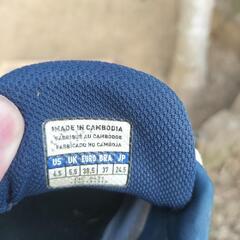 MADE IN CAMBODIA
FABRIQUÉ AU CAMBODGE
FABRICADO NO CAMBOJA
US UK EURO BRA JP
6.5 5.5 38.5 37 24.5